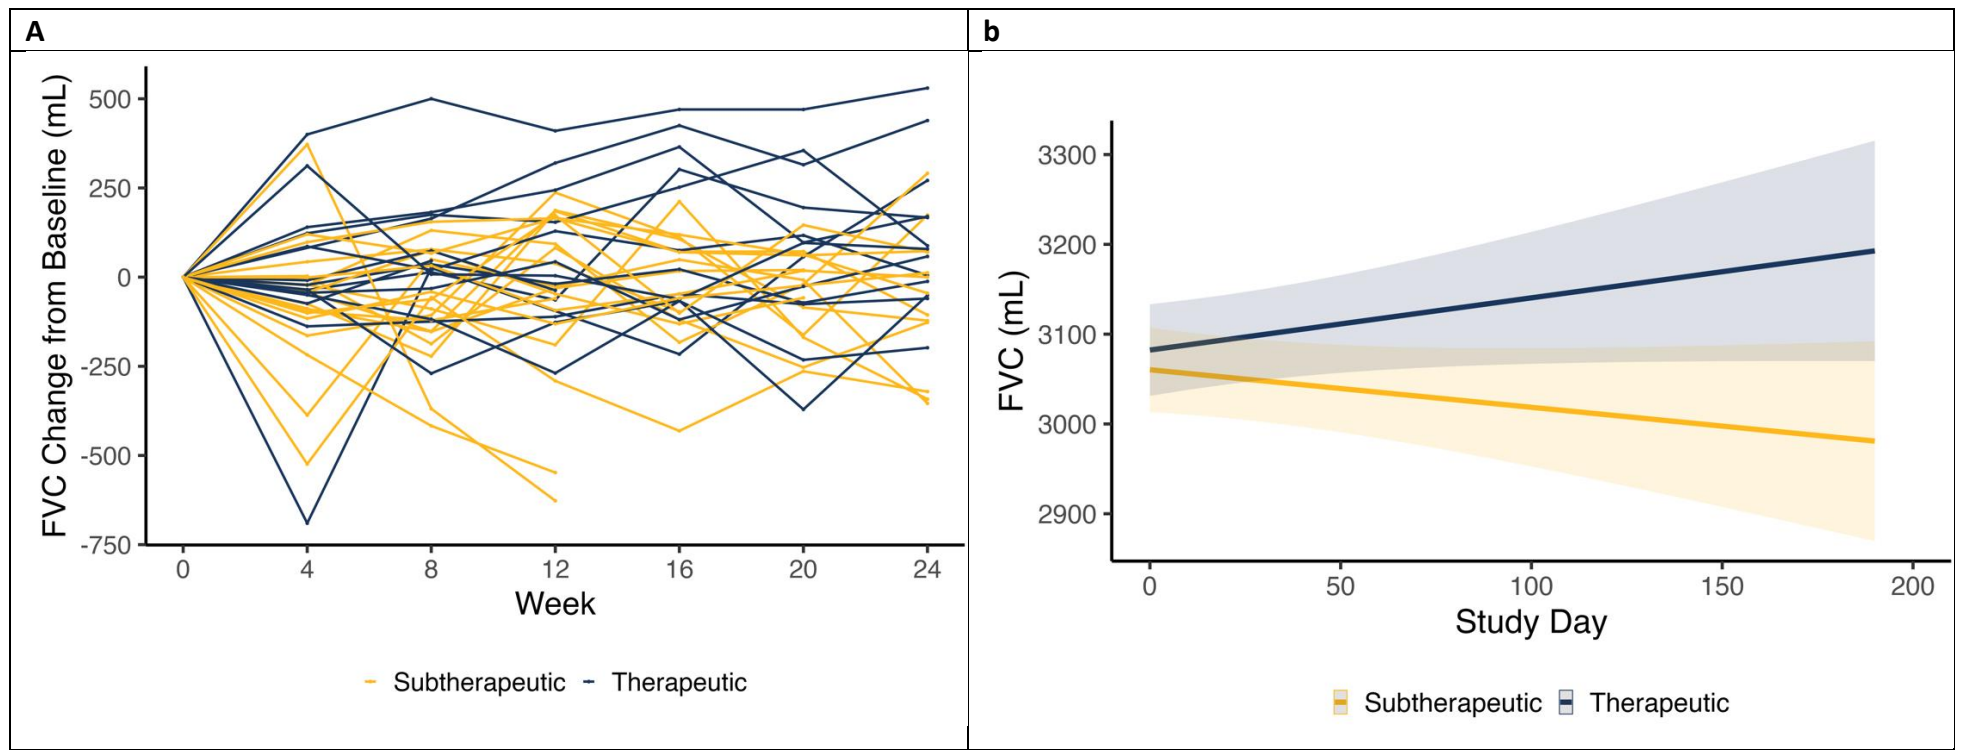 A
b
FVC Change from Baseline (mL)
500
250
0
-250
-500
-750
0 4 8 12 16 20 24
Week
Subtherapeutic Therapeutic
FVC (mL)
3300
3200
3100
3000
2900
0 50 100 150 200
Study Day
Subtherapeutic Therapeutic